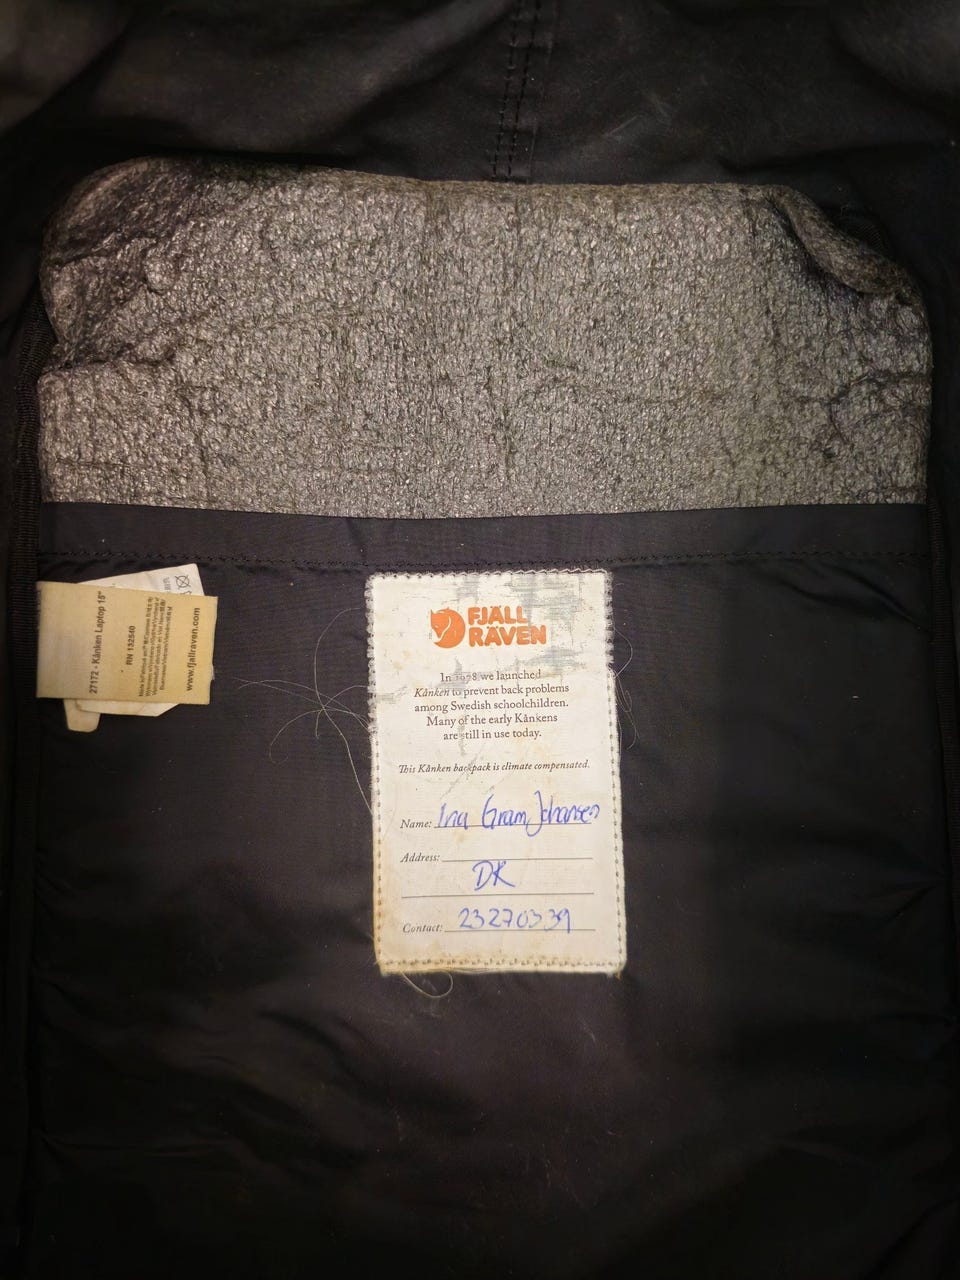 27172 - Kånken Laptop 15"
RN 132540
www.fjallraven.com
FJÄLL
RÄVEN
In 1978 we launched
Kånken to prevent back problems
among Swedish schoolchildren.
Many of the early Kånkens
are still in use today.
This Kånken backpack is climate compensated.
Name: Ina Gram Johansen
Address:
DK
Contact: 23270339